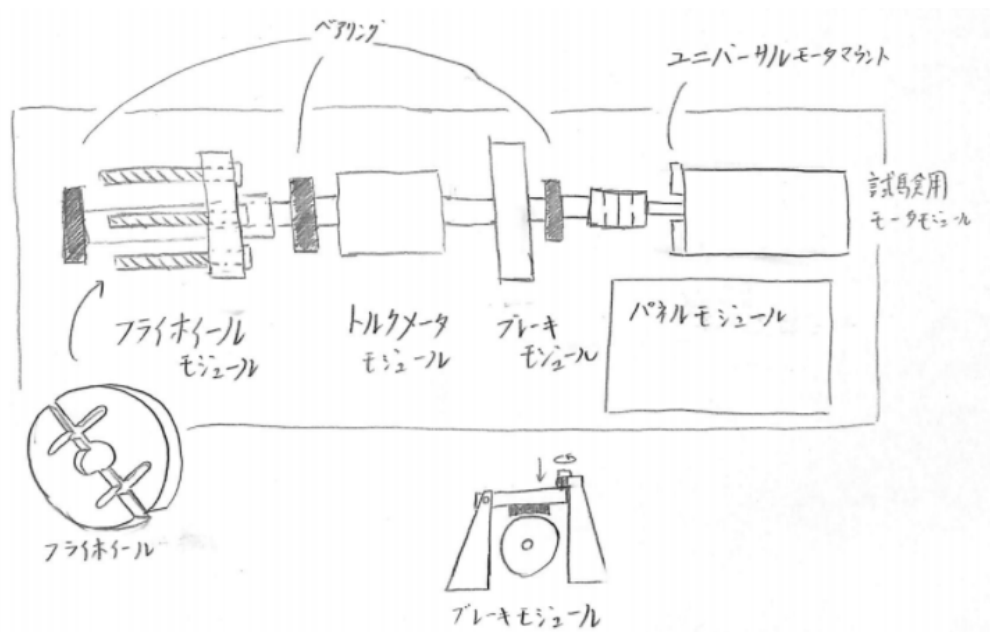 ベアリング
ユニバーサルモータマウント
試験用
モータモジュール
フライホイール
モジュール
トルクメータ
モジュール
ブレーキ
モジュール
パネルモジュール
フライホイール
ブレーキモジュール